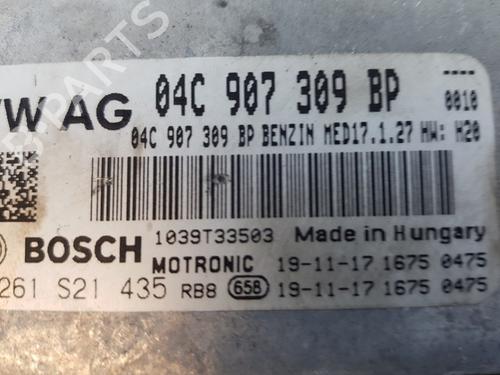 VW AG 04C 907 309 BP
0010
04C 907 309 BP BENZIN MED17.1.27 HW: H20
BOSCH 1039T33503 Made in Hungary
MOTRONIC 19-11-17 1675 0475
261 S21 435 RB8 658 19-11-17 1675 0475